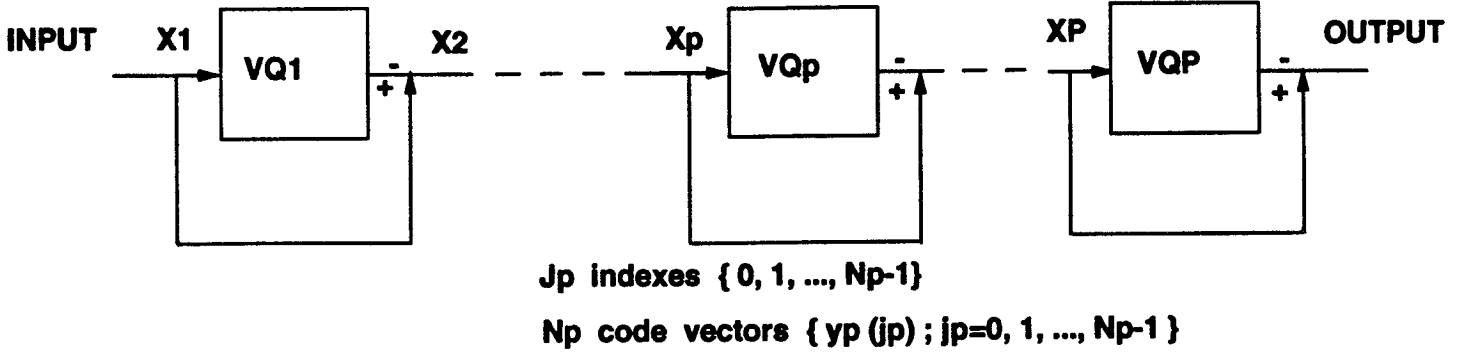 INPUT X1 VQ1 - + X2 Xp VQp - + XP VQP - + OUTPUT
Jp indexes { 0, 1, ..., Np-1}
Np code vectors { yp (jp) ; jp=0, 1, ..., Np-1 }